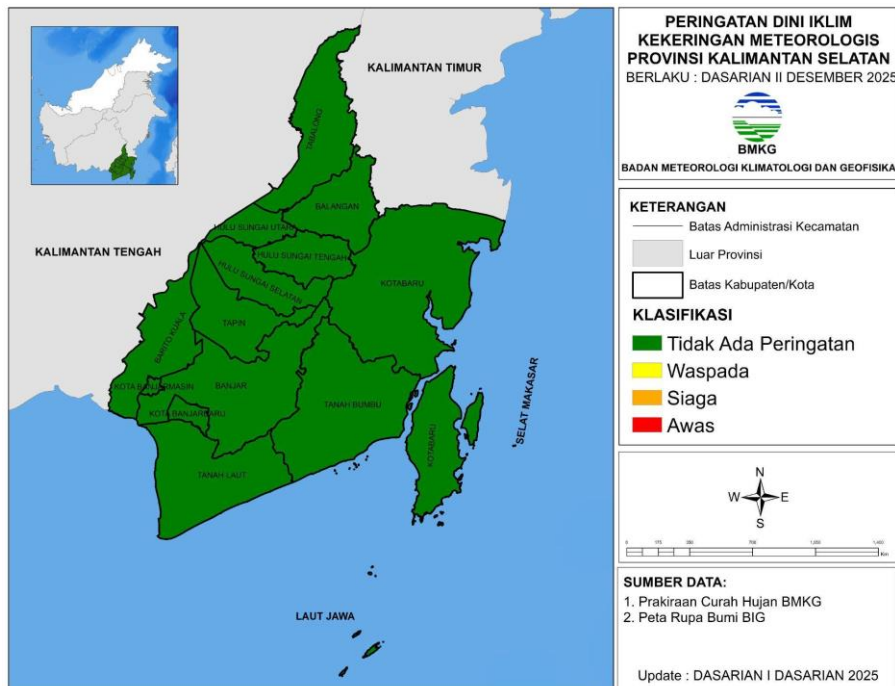 PERINGATAN DINI IKLIM
KEKERINGAN METEOROLOGIS
PROVINSI KALIMANTAN SELATAN
BERLAKU : DASARIAN II DESEMBER 2025
BMKG
BADAN METEOROLOGI KLIMATOLOGI DAN GEOFISIKA
KALIMANTAN TIMUR
TABALONG
BALANGAN
HULU SUNGAI UTARA
KALIMANTAN TENGAH
HULU SUNGAI TENGAH
HULU SUNGAI SELATAN
KOTABARU
TAPIN
BARITO KUALA
KOTA BANJARMASIN
BANJAR
KOTA BANJARBARU
TANAH BUMBU
KOTABARU
SELAT MAKASAR
TANAH LAUT
LAUT JAWA
KETERANGAN
Batas Administrasi Kecamatan
Luar Provinsi
Batas Kabupaten/Kota
KLASIFIKASI
Tidak Ada Peringatan
Waspada
Siaga
Awas
N
W E
S
SUMBER DATA:
1. Prakiraan Curah Hujan BMKG
2. Peta Rupa Bumi BIG
Update : DASARIAN I DASARIAN 2025